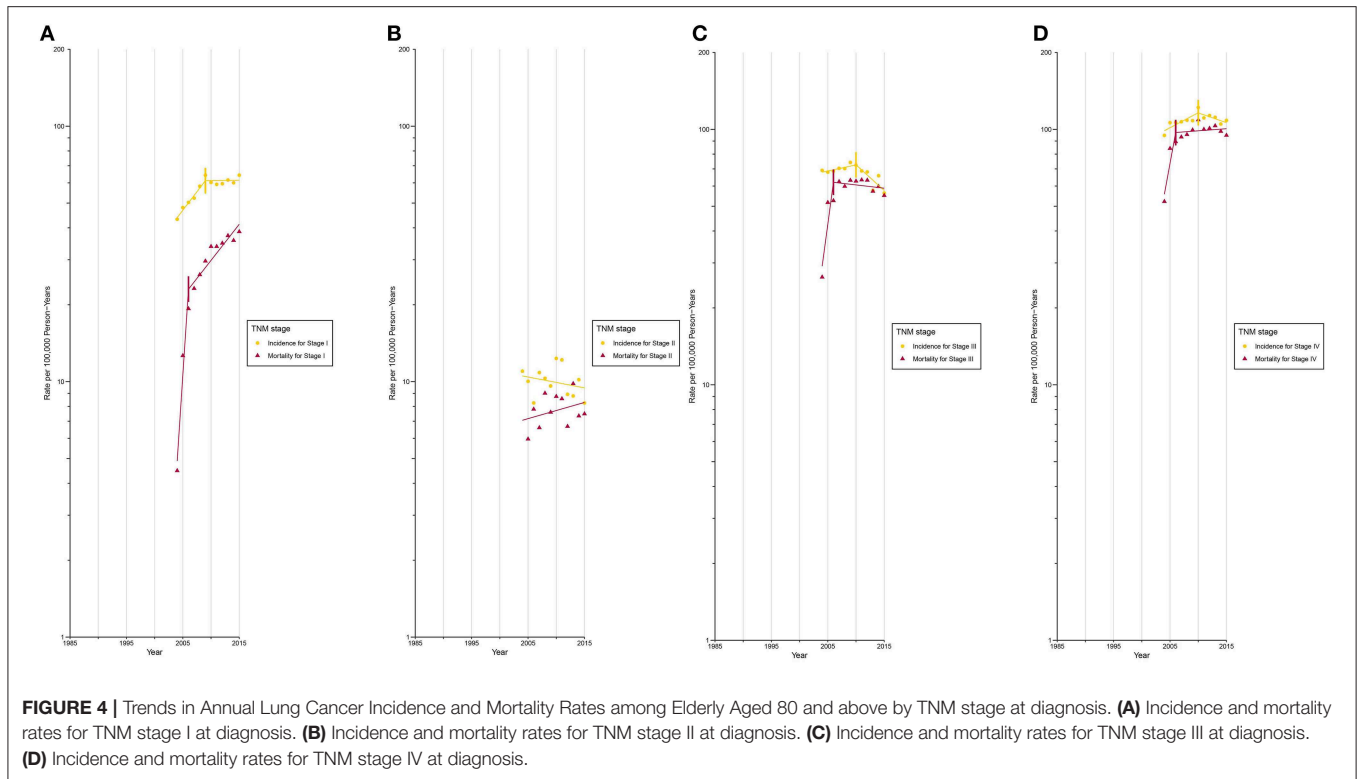 A
200
100
10
1
Rate per 100,000 Person−Years
1985
1995
2005
2015
Year
TNM stage
Incidence for Stage I
Mortality for Stage I
B
200
100
10
1
Rate per 100,000 Person−Years
1985
1995
2005
2015
Year
TNM stage
Incidence for Stage II
Mortality for Stage II
C
200
100
10
1
Rate per 100,000 Person−Years
1985
1995
2005
2015
Year
TNM stage
Incidence for Stage III
Mortality for Stage III
D
200
100
10
1
Rate per 100,000 Person−Years
1985
1995
2005
2015
Year
TNM stage
Incidence for Stage IV
Mortality for Stage IV
FIGURE 4 | Trends in Annual Lung Cancer Incidence and Mortality Rates among Elderly Aged 80 and above by TNM stage at diagnosis. (A) Incidence and mortality
rates for TNM stage I at diagnosis. (B) Incidence and mortality rates for TNM stage II at diagnosis. (C) Incidence and mortality rates for TNM stage III at diagnosis.
(D) Incidence and mortality rates for TNM stage IV at diagnosis.